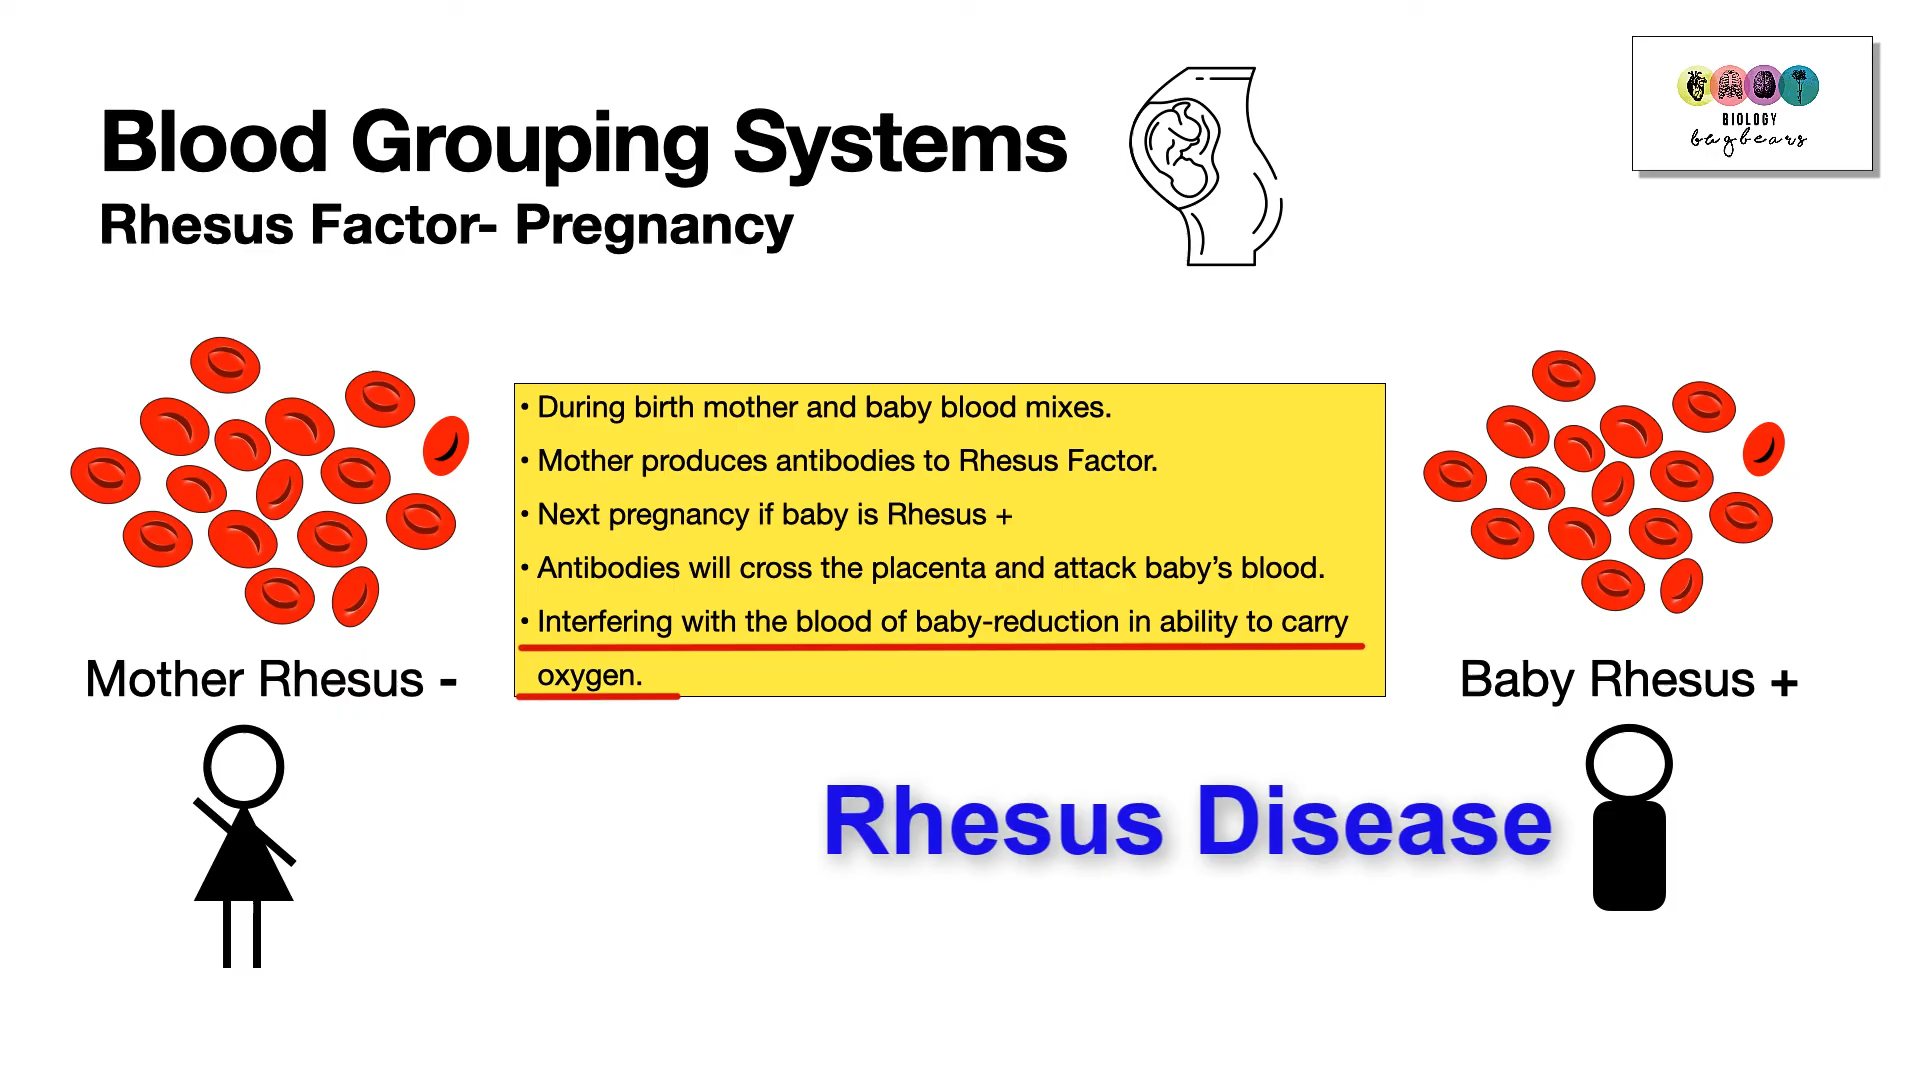 Blood Grouping Systems
Rhesus Factor- Pregnancy
BIOLOGY
bugbears
• During birth mother and baby blood mixes.
• Mother produces antibodies to Rhesus Factor.
• Next pregnancy if baby is Rhesus +
• Antibodies will cross the placenta and attack baby’s blood.
• Interfering with the blood of baby-reduction in ability to carry
oxygen.
Mother Rhesus -
Baby Rhesus +
Rhesus Disease